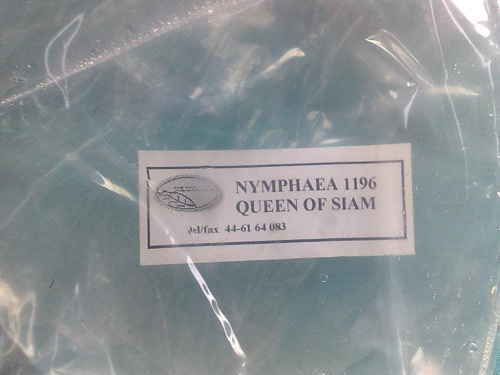 NYMPHAEA 1196
QUEEN OF SIAM
tel/fax 44-61 64 083